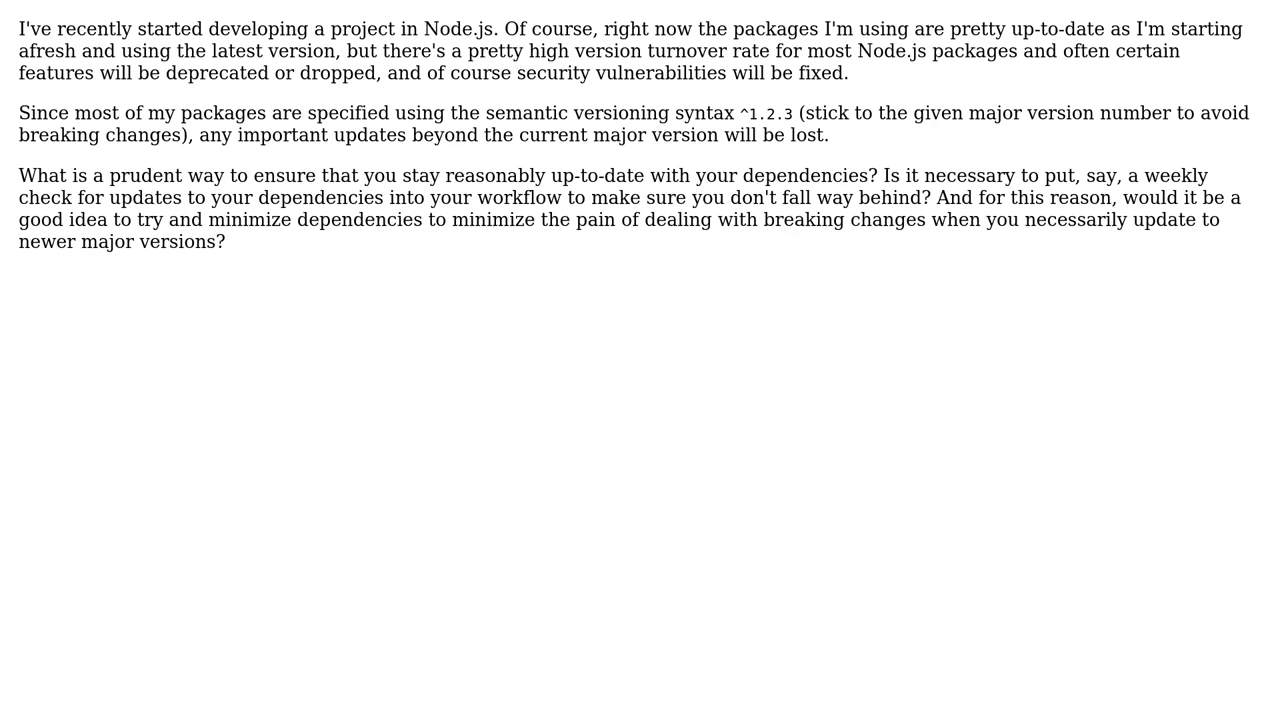 I've recently started developing a project in Node.js. Of course, right now the packages I'm using are pretty up-to-date as I'm starting
afresh and using the latest version, but there's a pretty high version turnover rate for most Node.js packages and often certain
features will be deprecated or dropped, and of course security vulnerabilities will be fixed.
Since most of my packages are specified using the semantic versioning syntax ^1.2.3 (stick to the given major version number to avoid
breaking changes), any important updates beyond the current major version will be lost.
What is a prudent way to ensure that you stay reasonably up-to-date with your dependencies? Is it necessary to put, say, a weekly
check for updates to your dependencies into your workflow to make sure you don't fall way behind? And for this reason, would it be a
good idea to try and minimize dependencies to minimize the pain of dealing with breaking changes when you necessarily update to
newer major versions?